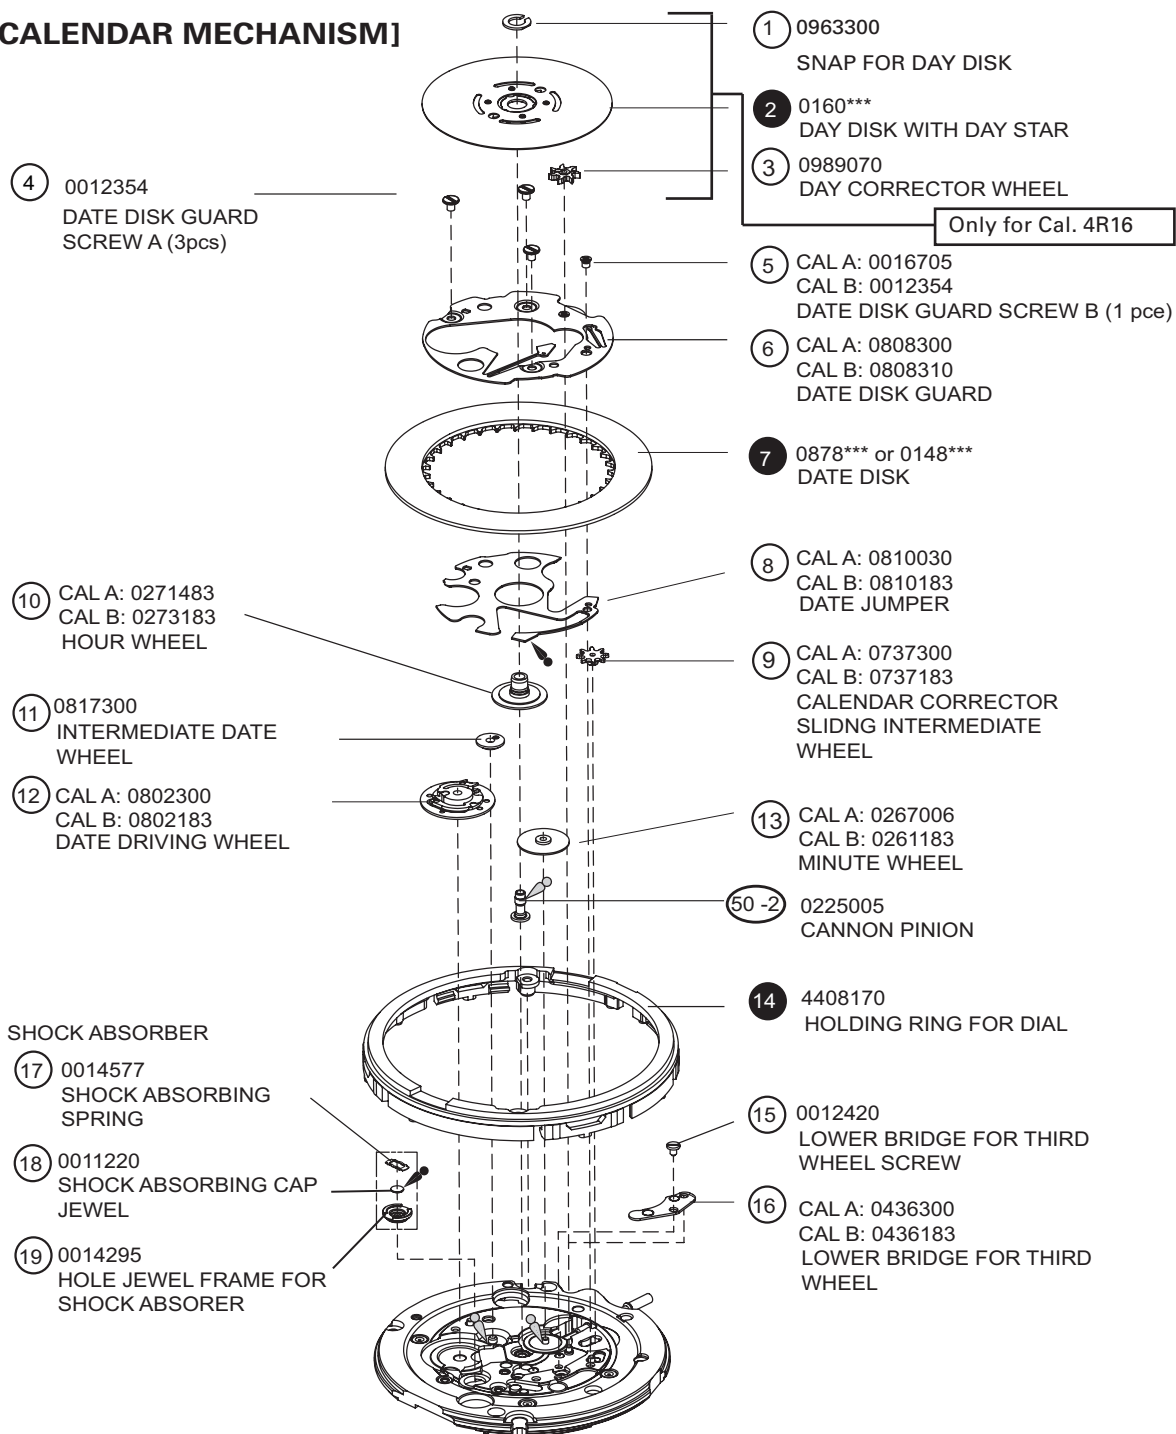 CALENDAR MECHANISM]
1 0963300
SNAP FOR DAY DISK
2 0160***
DAY DISK WITH DAY STAR
3 0989070
DAY CORRECTOR WHEEL
Only for Cal. 4R16
4 0012354
DATE DISK GUARD
SCREW A (3pcs)
5 CAL A: 0016705
CAL B: 0012354
DATE DISK GUARD SCREW B (1 pce)
6 CAL A: 0808300
CAL B: 0808310
DATE DISK GUARD
7 0878*** or 0148***
DATE DISK
8 CAL A: 0810030
CAL B: 0810183
DATE JUMPER
9 CAL A: 0737300
CAL B: 0737183
CALENDAR CORRECTOR
SLIDNG INTERMEDIATE
WHEEL
10 CAL A: 0271483
CAL B: 0273183
HOUR WHEEL
11 0817300
INTERMEDIATE DATE
WHEEL
12 CAL A: 0802300
CAL B: 0802183
DATE DRIVING WHEEL
13 CAL A: 0267006
CAL B: 0261183
MINUTE WHEEL
50 -2 0225005
CANNON PINION
14 4408170
HOLDING RING FOR DIAL
SHOCK ABSORBER
17 0014577
SHOCK ABSORBING
SPRING
18 0011220
SHOCK ABSORBING CAP
JEWEL
19 0014295
HOLE JEWEL FRAME FOR
SHOCK ABSORER
15 0012420
LOWER BRIDGE FOR THIRD
WHEEL SCREW
16 CAL A: 0436300
CAL B: 0436183
LOWER BRIDGE FOR THIRD
WHEEL